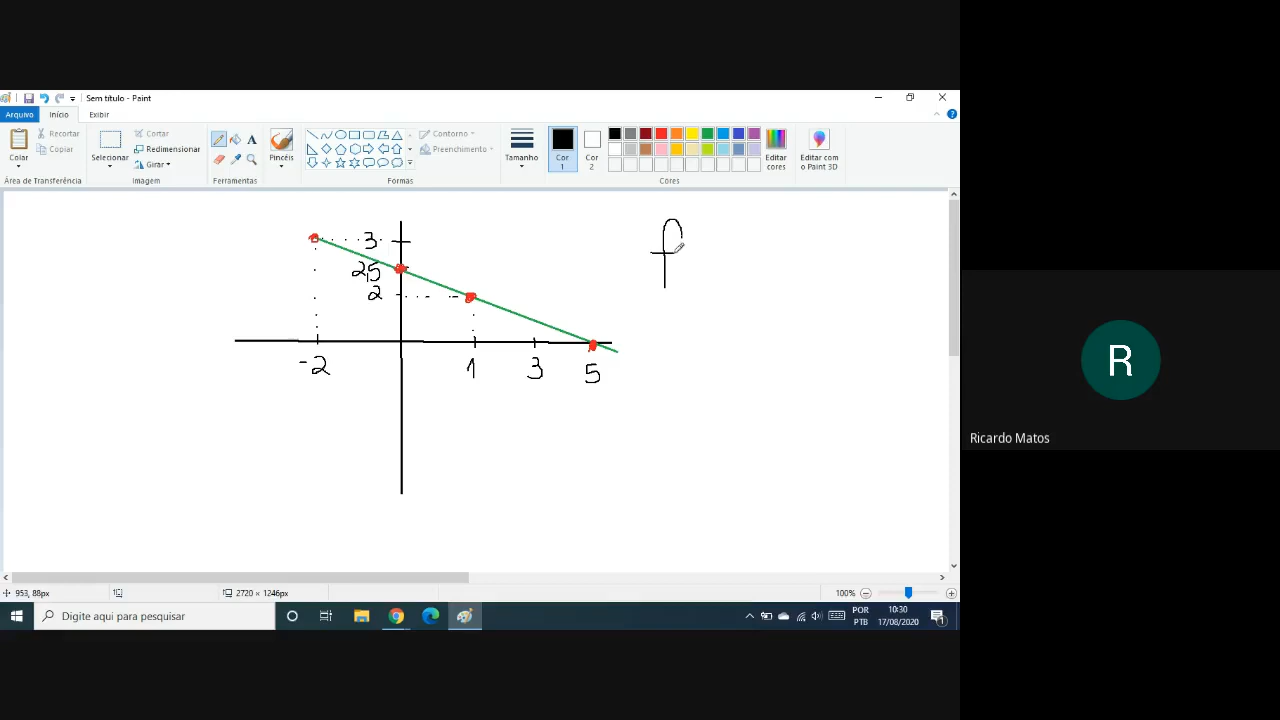 Sem título - Paint
Arquivo Início Exibir
Colar
Recortar
Copiar
Área de Transferência
Selecionar
Cortar
Redimensionar
Girar
Imagem
A
Ferramentas
Pincéis
Contorno
Preenchimento
Formas
Tamanho
Cor 1
Cor 2
Editar cores
Cores
Editar com o Paint 3D
3
2,5
2
-2 1 3 5
f
R
Ricardo Matos
953, 88px 2720 × 1246px 100%
Digite aqui para pesquisar
POR
PTB
10:30
17/08/2020
1